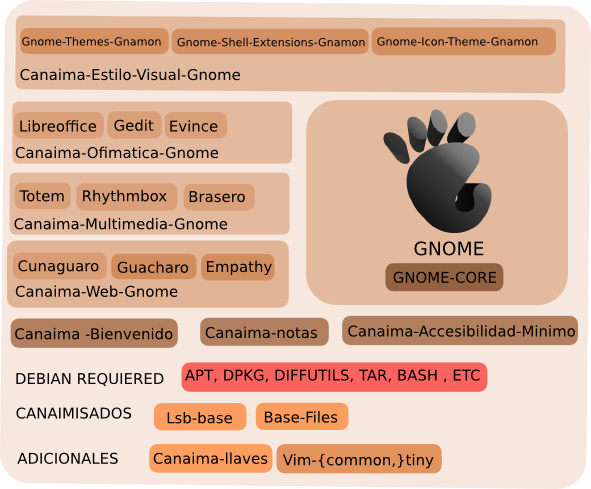 Gnome-Themes-Gnamon Gnome-Shell-Extensions-Gnamon Gnome-Icon-Theme-Gnamon
Canaima-Estilo-Visual-Gnome
Libreoffice Gedit Evince
Canaima-Ofimatica-Gnome
Totem Rhythmbox Brasero
Canaima-Multimedia-Gnome
Cunaguaro Guacharo Empathy
Canaima-Web-Gnome
GNOME
GNOME-CORE
Canaima -Bienvenido Canaima-notas Canaima-Accesibilidad-Minimo
DEBIAN REQUIERED APT, DPKG, DIFFUTILS, TAR, BASH , ETC
CANAIMISADOS Lsb-base Base-Files
ADICIONALES Canaima-llaves Vim-{common,}tiny